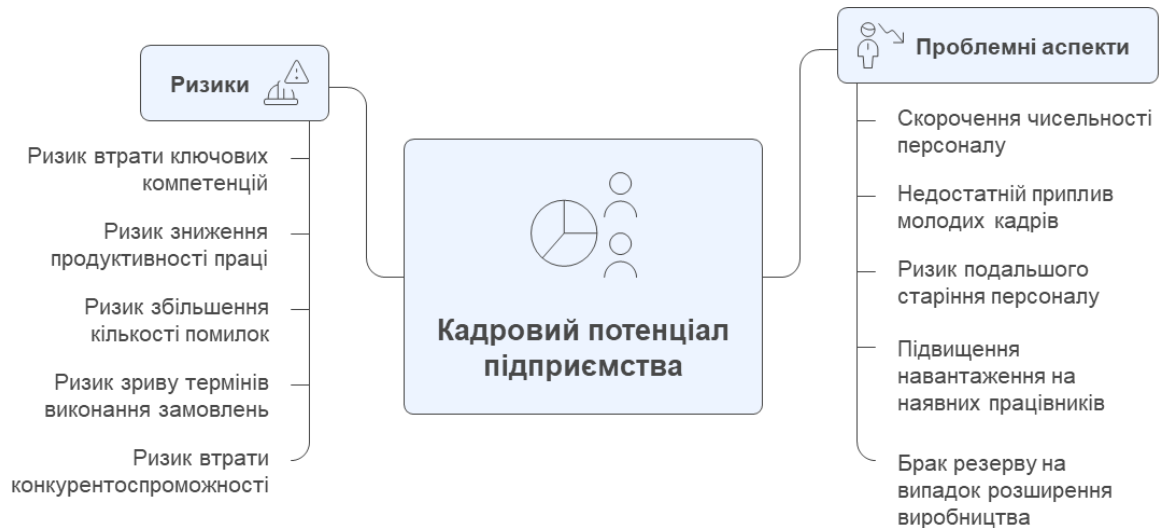 Ризики
Ризик втрати ключових
компетенцій
Ризик зниження
продуктивності праці
Ризик збільшення
кількості помилок
Ризик зриву термінів
виконання замовлень
Ризик втрати
конкурентоспроможності
Кадровий потенціал
підприємства
Проблемні аспекти
Скорочення чисельності
персоналу
Недостатній приплив
молодих кадрів
Ризик подальшого
старіння персоналу
Підвищення
навантаження на
наявних працівників
Брак резерву на
випадок розширення
виробництва